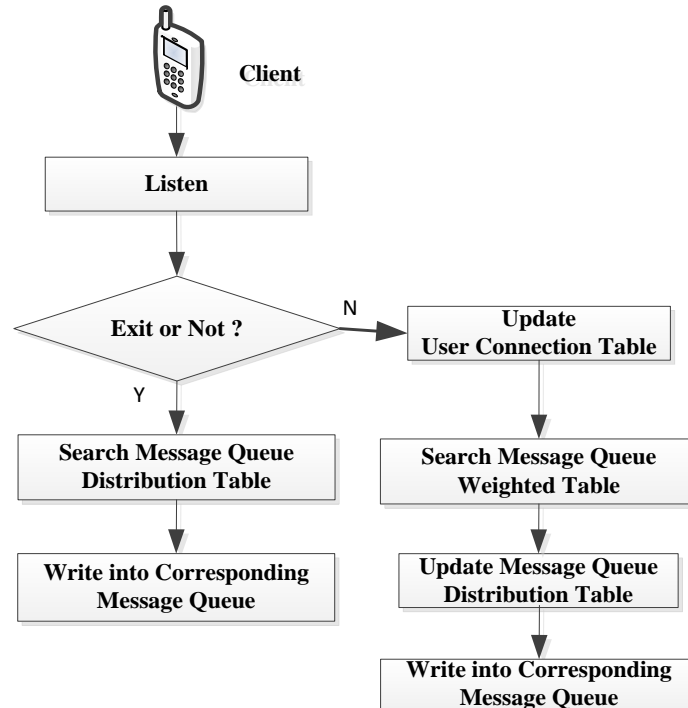 Client
Listen
Exit or Not ?
N
Update
User Connection Table
Y
Search Message Queue
Distribution Table
Search Message Queue
Weighted Table
Write into Corresponding
Message Queue
Update Message Queue
Distribution Table
Write into Corresponding
Message Queue